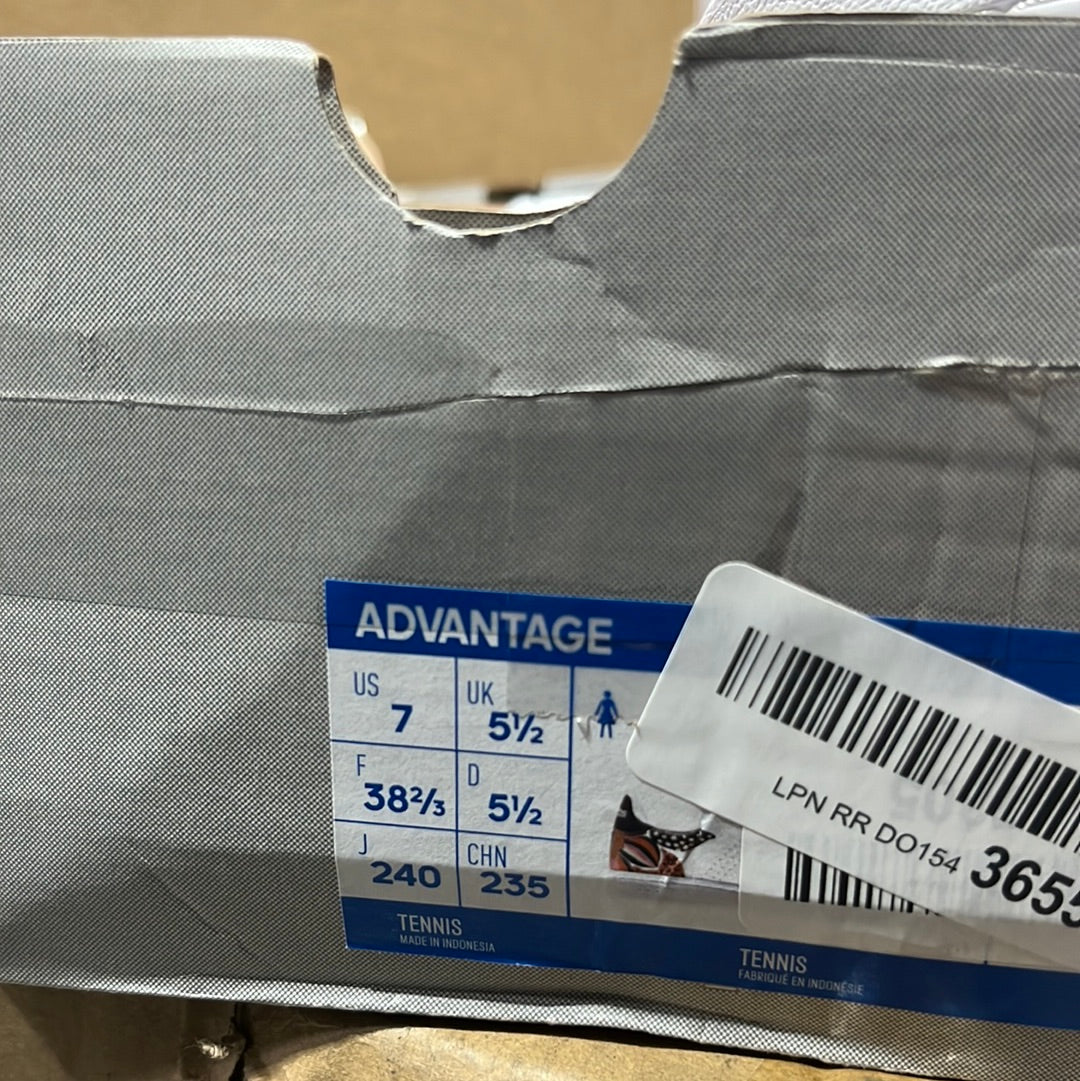 ADVANTAGE
US 7
UK 5½
F 38⅔
D 5½
J 240
CHN 235
TENNIS
MADE IN INDONESIA
TENNIS
FABRIQUÉ EN INDONÉSIE
LPN RR DO154 3655